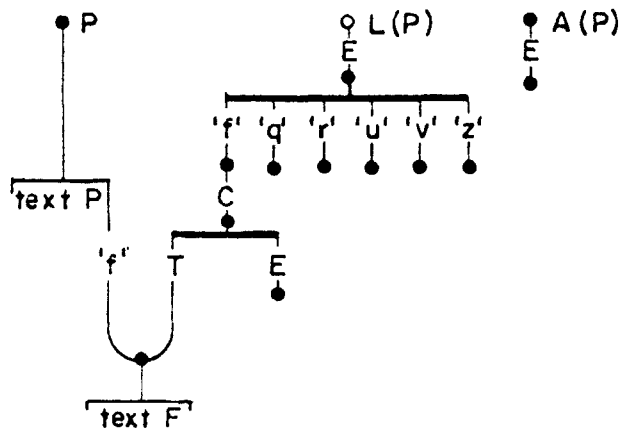 P L(P) A(P)
E E
'f' 'q' 'r' 'u' 'v' 'z'
text P C
'f' T E
text F